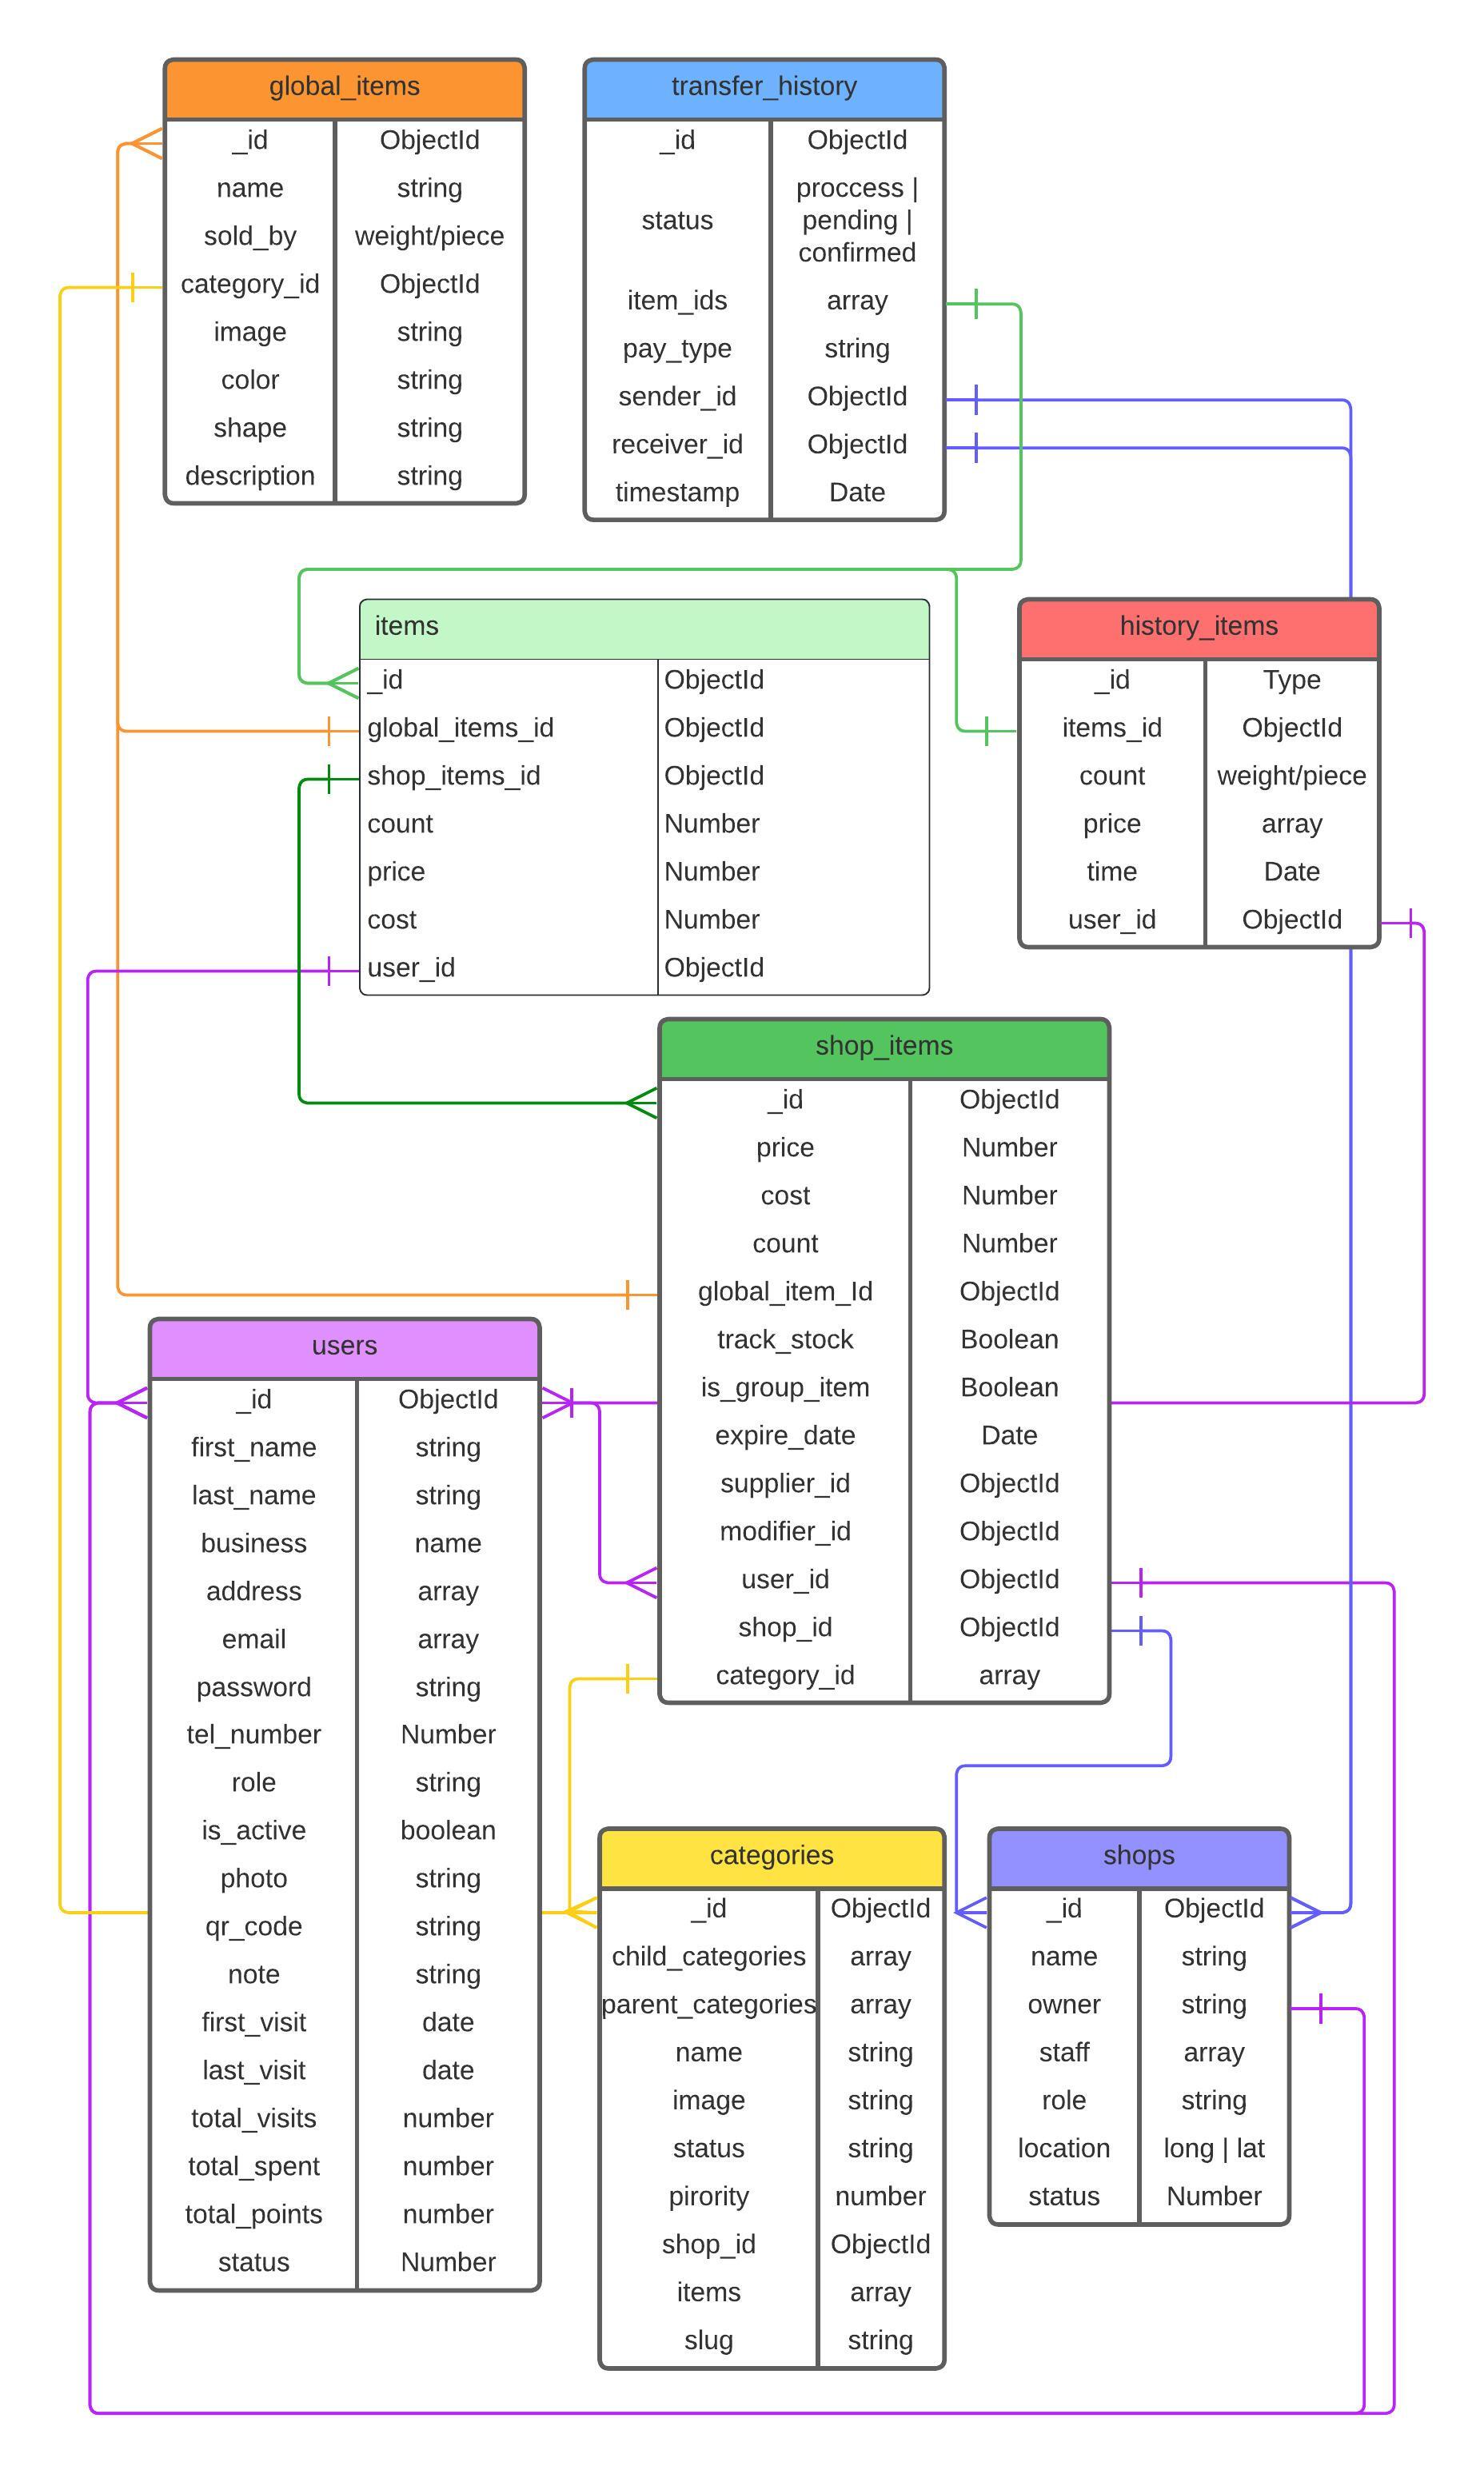 global_items
_id ObjectId
name string
sold_by weight/piece
category_id ObjectId
image string
color string
shape string
description string
transfer_history
_id ObjectId
status proccess |
pending |
confirmed
item_ids array
pay_type string
sender_id ObjectId
receiver_id ObjectId
timestamp Date
items
_id ObjectId
global_items_id ObjectId
shop_items_id ObjectId
count Number
price Number
cost Number
user_id ObjectId
history_items
_id Type
items_id ObjectId
count weight/piece
price array
time Date
user_id ObjectId
shop_items
_id ObjectId
price Number
cost Number
count Number
global_item_Id ObjectId
track_stock Boolean
is_group_item Boolean
expire_date Date
supplier_id ObjectId
modifier_id ObjectId
user_id ObjectId
shop_id ObjectId
category_id array
users
_id ObjectId
first_name string
last_name string
business name
address array
email array
password string
tel_number Number
role string
is_active boolean
photo string
qr_code string
note string
first_visit date
last_visit date
total_visits number
total_spent number
total_points number
status Number
categories
_id ObjectId
child_categories array
parent_categories array
name string
image string
status string
pirority number
shop_id ObjectId
items array
slug string
shops
_id ObjectId
name string
owner string
staff array
role string
location long | lat
status Number